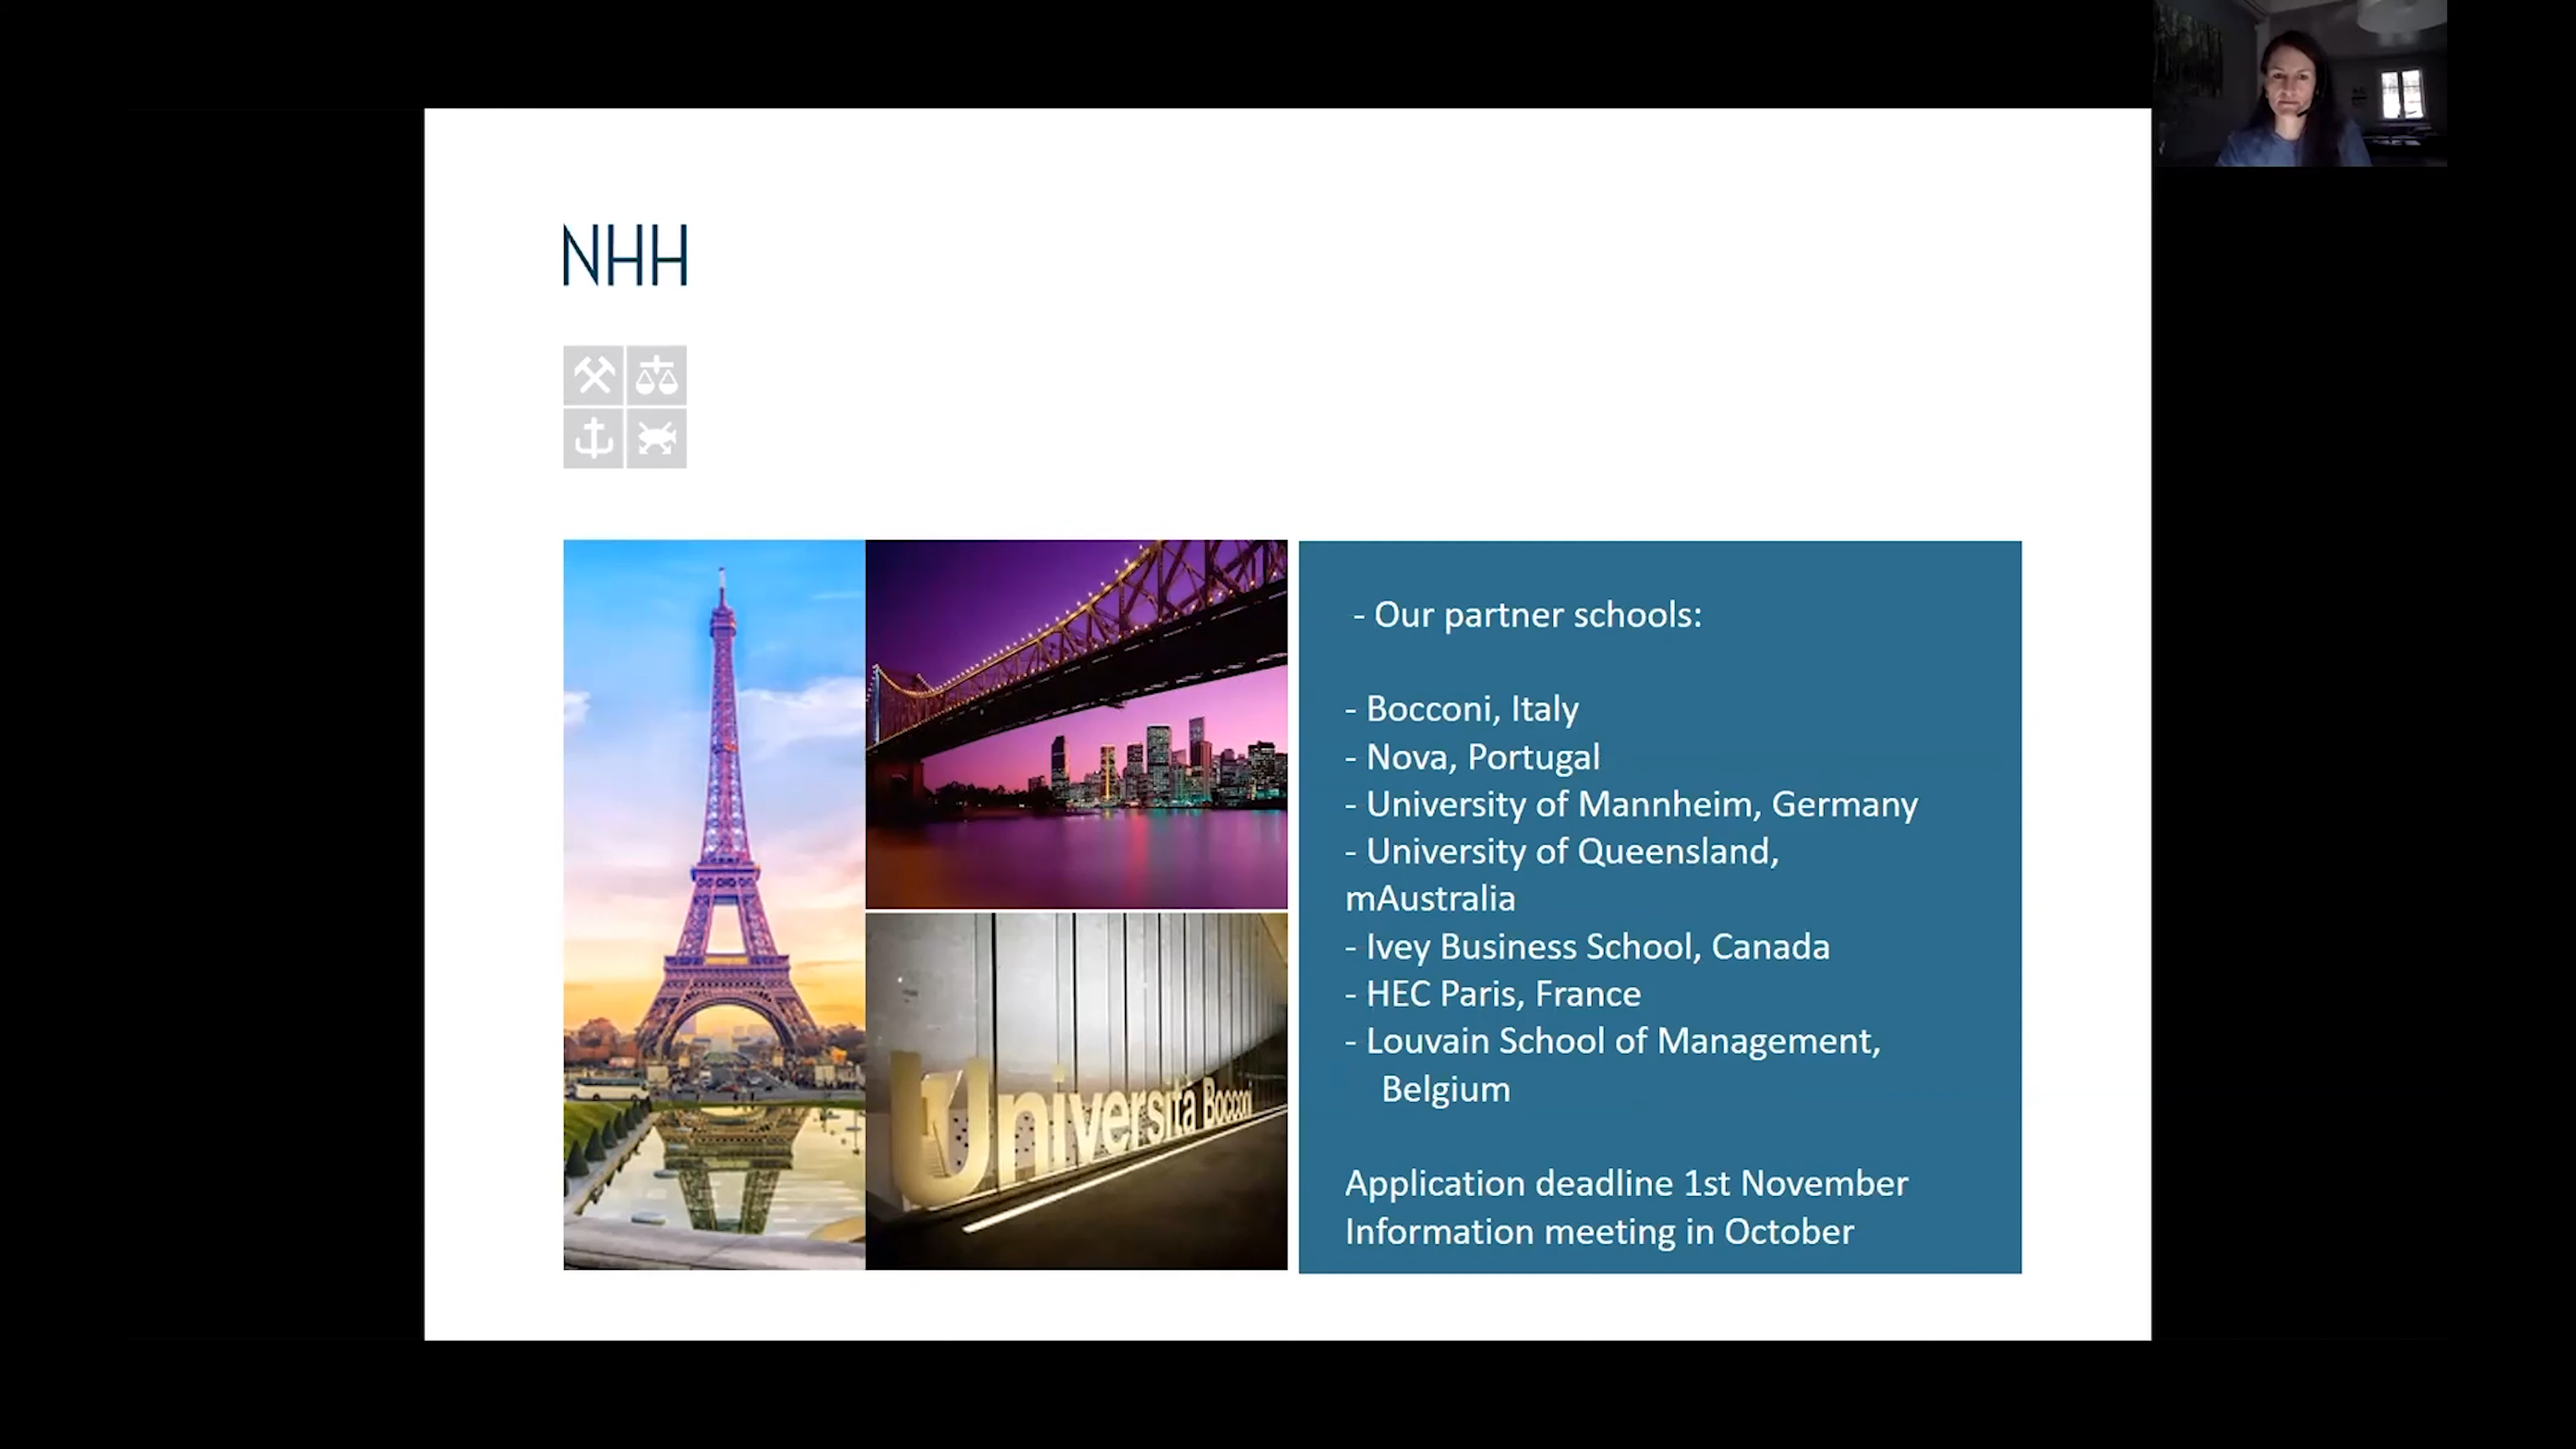 NHH
- Our partner schools:
- Bocconi, Italy
- Nova, Portugal
- University of Mannheim, Germany
- University of Queensland,
mAustralia
- Ivey Business School, Canada
- HEC Paris, France
- Louvain School of Management,
Belgium
Application deadline 1st November
Information meeting in October
Università Bocconi